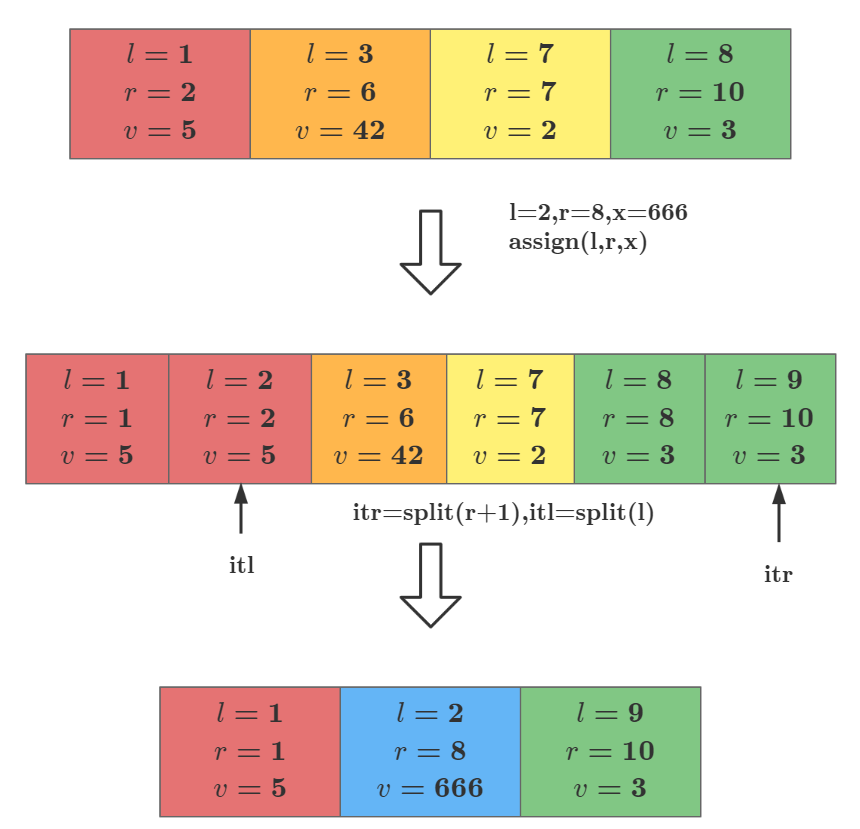 l = 1 l = 3 l = 7 l = 8
r = 2 r = 6 r = 7 r = 10
v = 5 v = 42 v = 2 v = 3
l=2,r=8,x=666
assign(l,r,x)
l = 1 l = 2 l = 3 l = 7 l = 8 l = 9
r = 1 r = 2 r = 6 r = 7 r = 8 r = 10
v = 5 v = 5 v = 42 v = 2 v = 3 v = 3
itr=split(r+1),itl=split(l)
itl
itr
l = 1 l = 2 l = 9
r = 1 r = 8 r = 10
v = 5 v = 666 v = 3